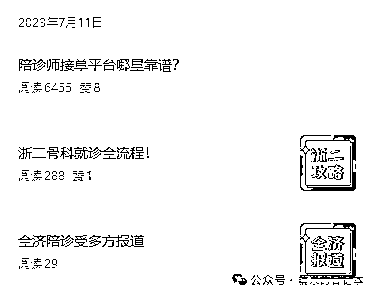 2023年7月11日
陪诊师接单平台哪里靠谱?
阅读6455 赞8
浙二骨科就诊全流程!
阅读288 赞1
浙二
攻略
全济陪诊受多方报道
阅读29
全济
报道
公众号